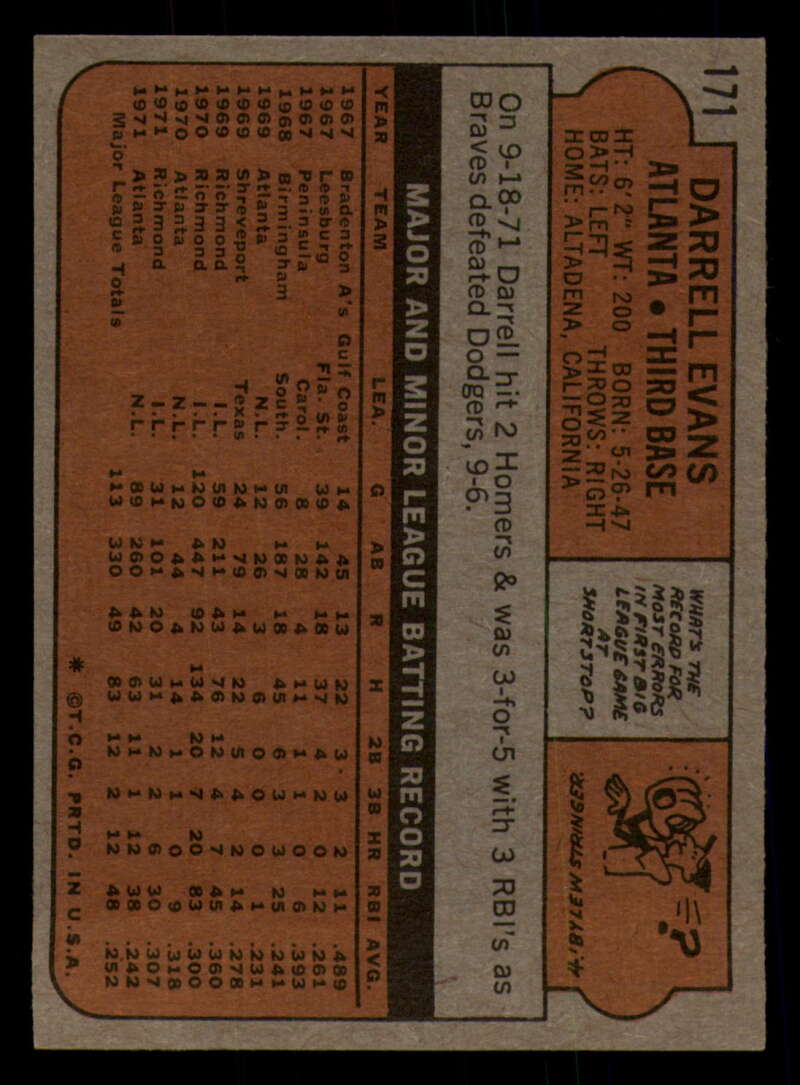 171
DARRELL EVANS
ATLANTA • THIRD BASE
HT: 6'2" WT: 200 BORN: 5-26-47
BATS: LEFT THROWS: RIGHT
HOME: ALTADENA, CALIFORNIA
WHAT'S THE
RECORD FOR
MOST ERRORS
IN FIRST BIG
LEAGUE GAME
AT
SHORTSTOP?
?
4, BY LEW STRINGER
On 9-18-71 Darrell hit 2 Homers & was 3-for-5 with 3 RBI's as
Braves defeated Dodgers, 9-6.
MAJOR AND MINOR LEAGUE BATTING RECORD
YEAR TEAM LEA. G AB R H 2B 3B HR RBI AVG.
1967 Bradenton A's Gulf Coast 14 45 13 22 3 3 2 11 .489
1967 Leesburg Fla. St. 39 142 18 37 4 2 0 12 .261
1967 Peninsula Carol. 8 28 4 11 1 1 0 6 .393
1968 Birmingham South. 56 187 18 45 6 3 3 25 .241
1969 Atlanta N.L. 12 26 3 6 0 0 0 1 .231
1969 Shreveport Texas 24 79 14 22 5 4 2 14 .278
1969 Richmond I.L. 59 211 43 76 12 4 7 45 .360
1970 Richmond I.L. 120 447 92 134 20 7 20 83 .300
1970 Atlanta N.L. 12 44 4 14 1 1 0 9 .318
1971 Richmond I.L. 31 101 20 31 2 2 6 30 .307
1971 Atlanta N.L. 89 260 42 63 11 1 12 38 .242
Major League Totals 113 330 49 83 12 2 12 48 .252
* ©T.C.G. PRTD. IN U.S.A.